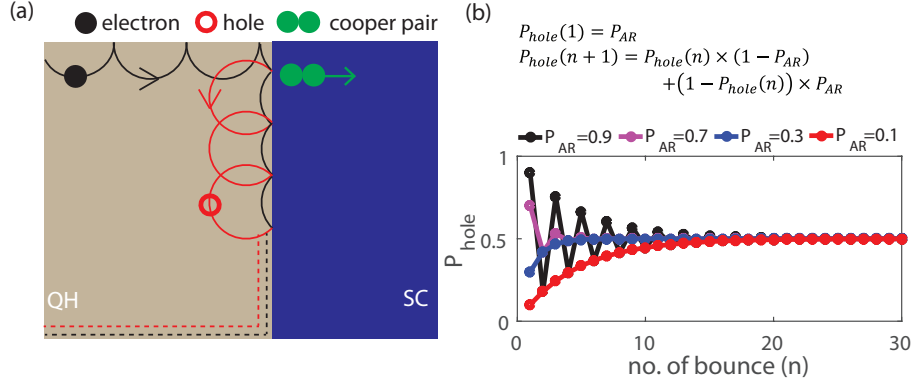 (a)
electron hole cooper pair
QH
SC
(b)
P_hole(1) = P_AR
P_hole(n + 1) = P_hole(n) × (1 − P_AR)
+(1 − P_hole(n)) × P_AR
P_AR=0.9 P_AR=0.7 P_AR=0.3 P_AR=0.1
1
0.5
0
P_hole
0 10 20 30
no. of bounce (n)